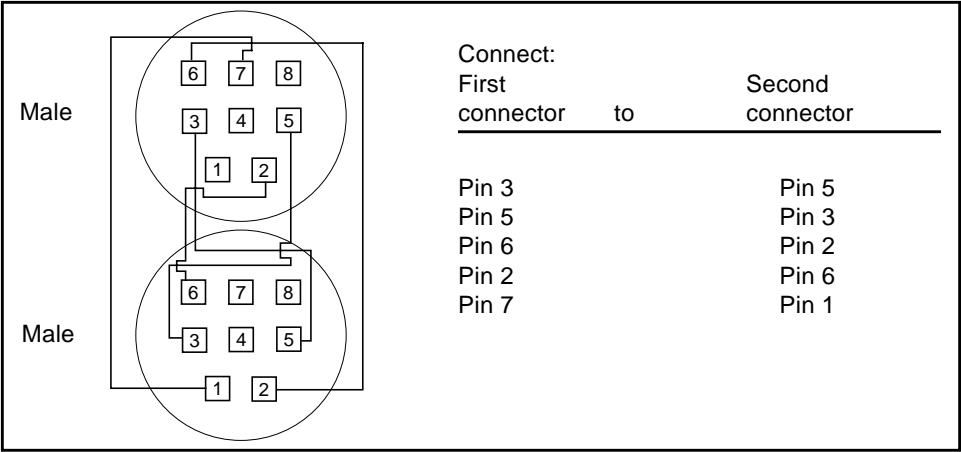 6 7 8
Male
3 4 5
1 2
6 7 8
Male
3 4 5
1 2
Connect:
First Second
connector to connector
Pin 3 Pin 5
Pin 5 Pin 3
Pin 6 Pin 2
Pin 2 Pin 6
Pin 7 Pin 1